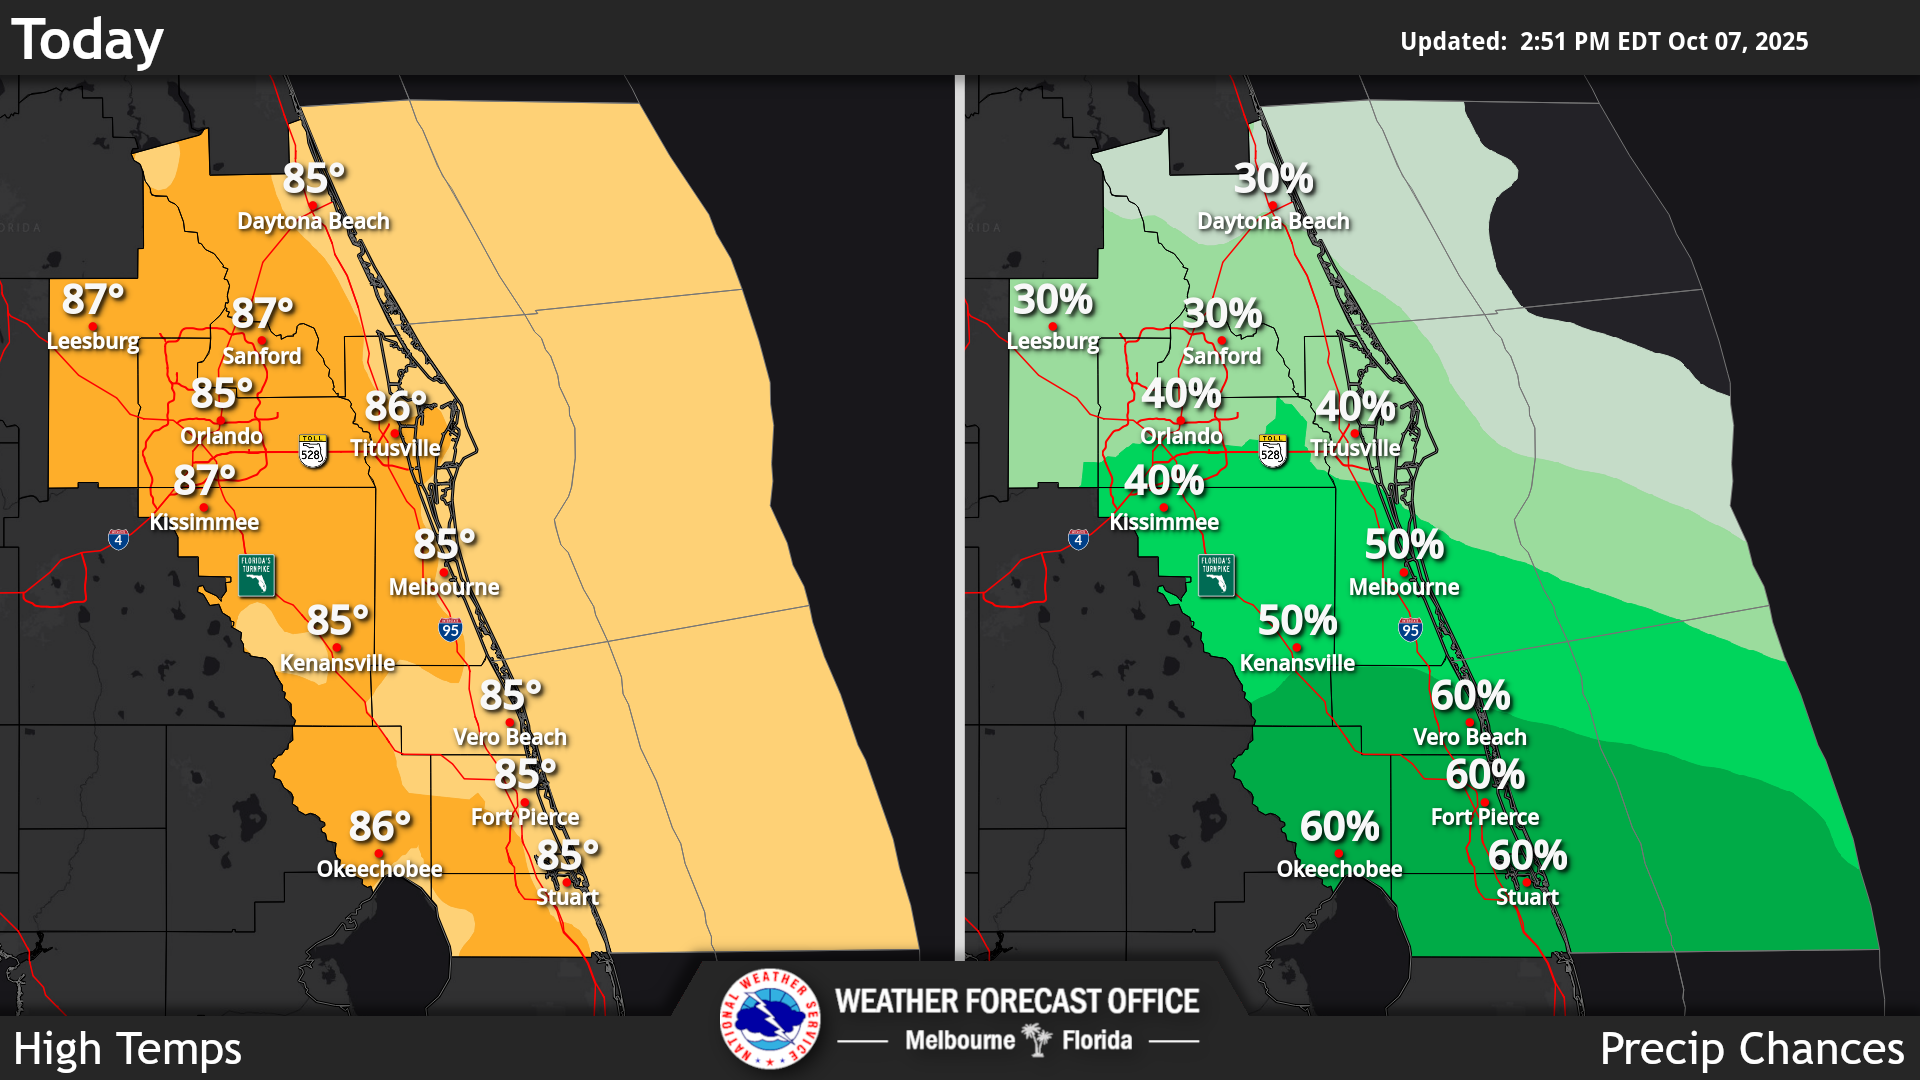 Today
Updated: 2:51 PM EDT Oct 07, 2025
85°
Daytona Beach
87°
Leesburg
87°
Sanford
85°
Orlando
86°
Titusville
TOLL
528
87°
Kissimmee
4
85°
Melbourne
FLORIDA'S
TURNPIKE
85°
Kenansville
95
85°
Vero Beach
85°
Fort Pierce
86°
Okeechobee
85°
Stuart
30%
Daytona Beach
30%
Leesburg
30%
Sanford
40%
Orlando
40%
Titusville
TOLL
528
40%
Kissimmee
4
50%
Melbourne
FLORIDA'S
TURNPIKE
50%
Kenansville
95
60%
Vero Beach
60%
Fort Pierce
60%
Okeechobee
60%
Stuart
High Temps
NATIONAL WEATHER SERVICE
WEATHER FORECAST OFFICE
Melbourne Florida
Precip Chances